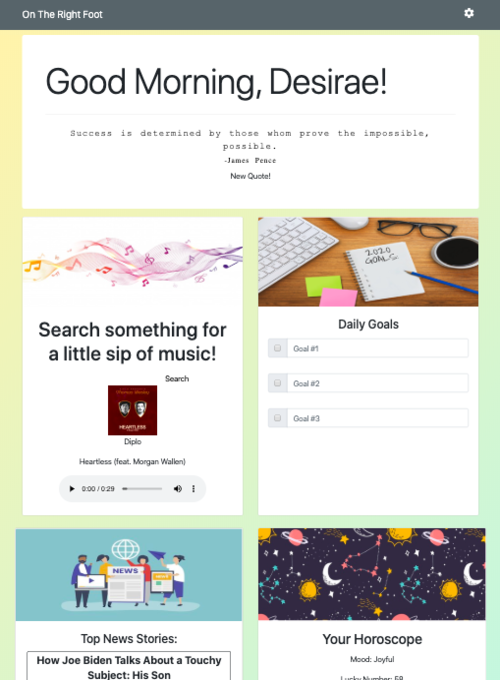 On The Right Foot
Good Morning, Desirae!
Success is determined by those whom prove the impossible,
possible.
-James Pence
New Quote!
Search something for
a little sip of music!
Search
HEARTLESS
Diplo
Heartless (feat. Morgan Wallen)
0:00 / 0:29
2020
GOALS
Daily Goals
Goal #1
Goal #2
Goal #3
NEWS
Top News Stories:
How Joe Biden Talks About a Touchy
Subject: His Son
Your Horoscope
Mood: Joyful
Lucky Number: 58